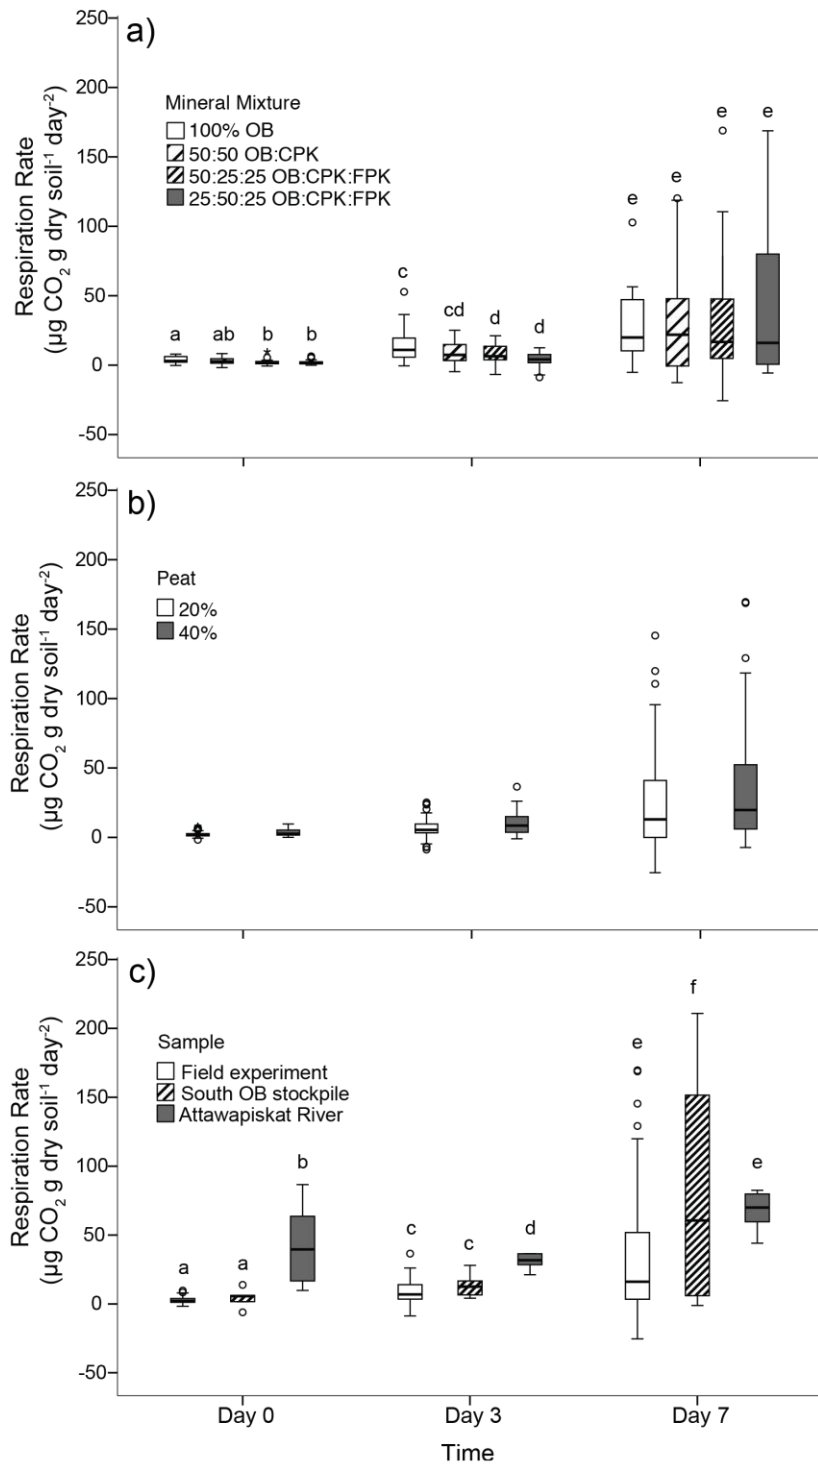 a)
250
200
150
100
50
0
-50
Respiration Rate
(µg CO₂ g dry soil⁻¹ day⁻²)
Mineral Mixture
100% OB
50:50 OB:CPK
50:25:25 OB:CPK:FPK
25:50:25 OB:CPK:FPK
a ab b b
c cd d d
e e e e
b)
250
200
150
100
50
0
-50
Respiration Rate
(µg CO₂ g dry soil⁻¹ day⁻²)
Peat
20%
40%
c)
250
200
150
100
50
0
-50
Respiration Rate
(µg CO₂ g dry soil⁻¹ day⁻²)
Sample
Field experiment
South OB stockpile
Attawapiskat River
a a b
c c d
e f e
Day 0 Day 3 Day 7
Time